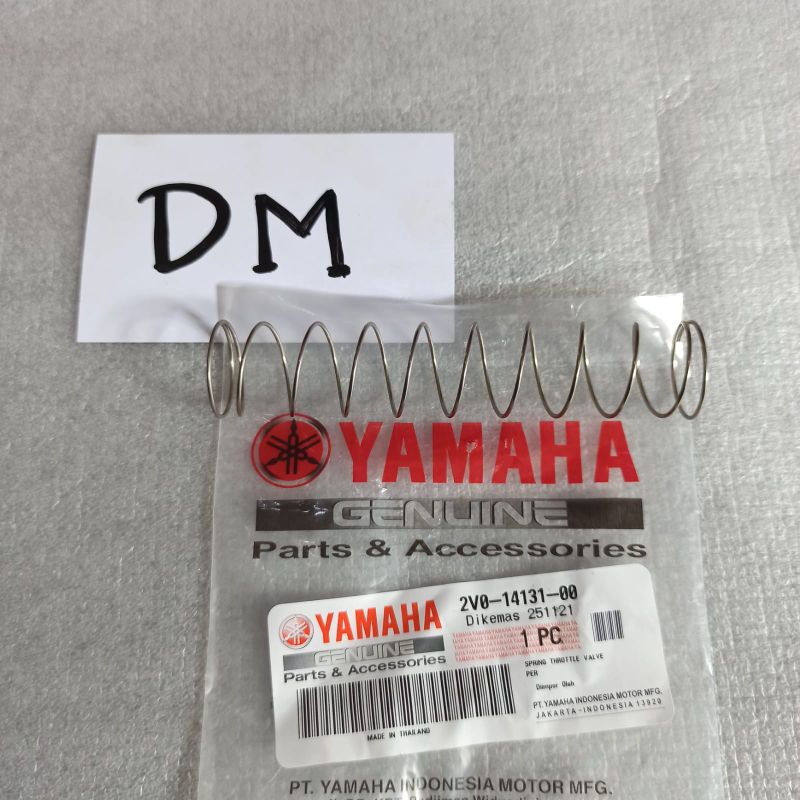 DM
YAMAHA
GENUINE
Parts & Accessories
YAMAHA
GENUINE
Parts & Accessories
2V0-14131-00
Dikemas 251121
1 PC
SPRING THROTTLE VALVE
PER
Diimpor Oleh
PT. YAMAHA INDONESIA MOTOR MFG.
JAKARTA-INDONESIA 13920
MADE IN THAILAND
PT. YAMAHA INDONESIA MOTOR MFG.